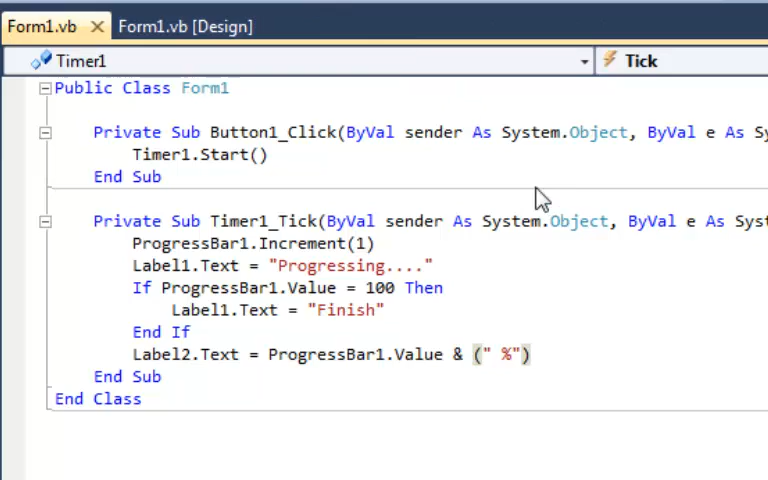 Form1.vb Form1.vb [Design]
Timer1 Tick
Public Class Form1
Private Sub Button1_Click(ByVal sender As System.Object, ByVal e As Sy
Timer1.Start()
End Sub
Private Sub Timer1_Tick(ByVal sender As System.Object, ByVal e As Syst
ProgressBar1.Increment(1)
Label1.Text = "Progressing...."
If ProgressBar1.Value = 100 Then
Label1.Text = "Finish"
End If
Label2.Text = ProgressBar1.Value & (" %")
End Sub
End Class